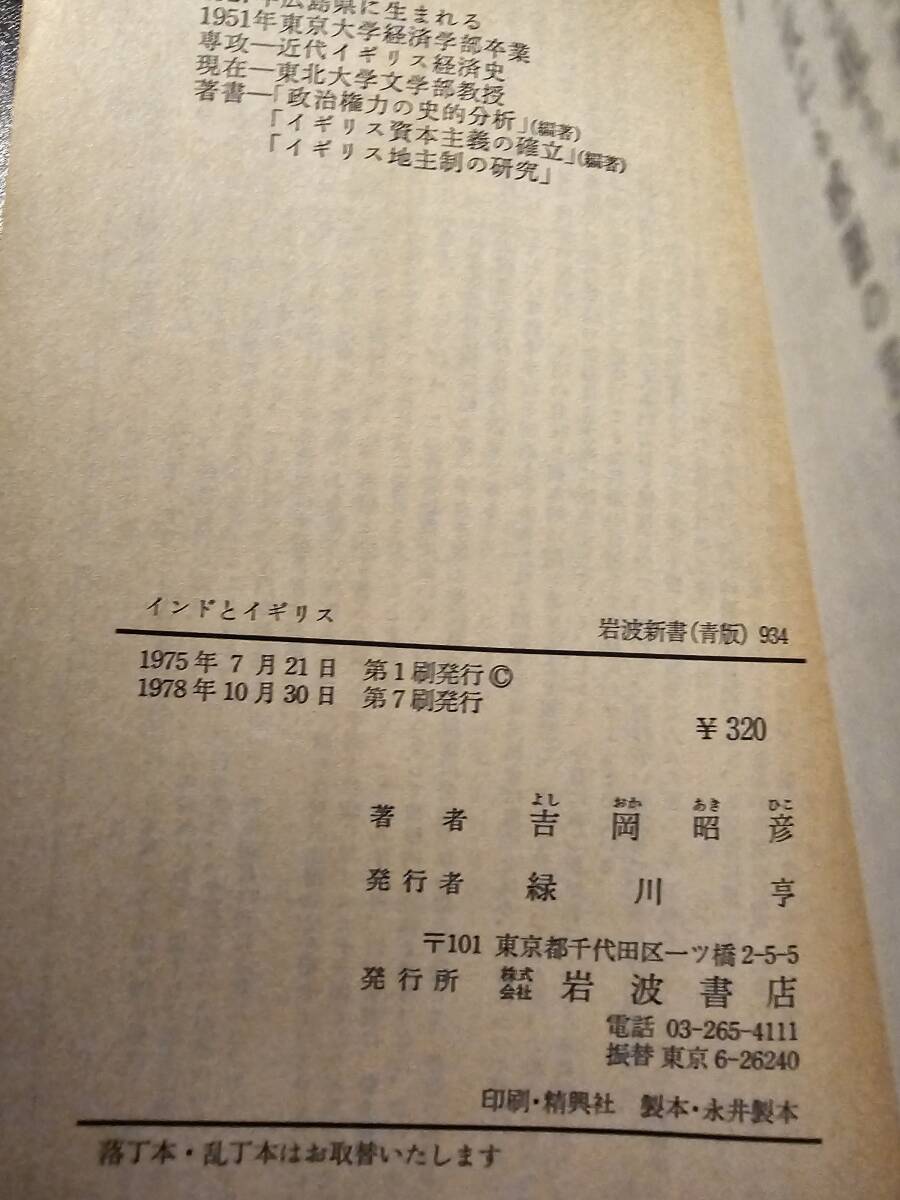 年広島県に生まれる
1951年東京大学経済学部卒業
専攻―近代イギリス経済史
現在―東北大学文学部教授
著書―「政治権力の史的分析」(編著)
「イギリス資本主義の確立」(編著)
「イギリス地主制の研究」
インドとイギリス
岩波新書(青版) 934
1975年7月21日 第1刷発行©
1978年10月30日 第7刷発行
¥320
よし おか あき ひこ
著者 吉岡昭彦
発行者 緑川亨
〒101 東京都千代田区一ツ橋2-5-5
発行所 株式会社 岩波書店
電話 03-265-4111
振替 東京6-26240
印刷・精興社 製本・永井製本
落丁本・乱丁本はお取替いたします